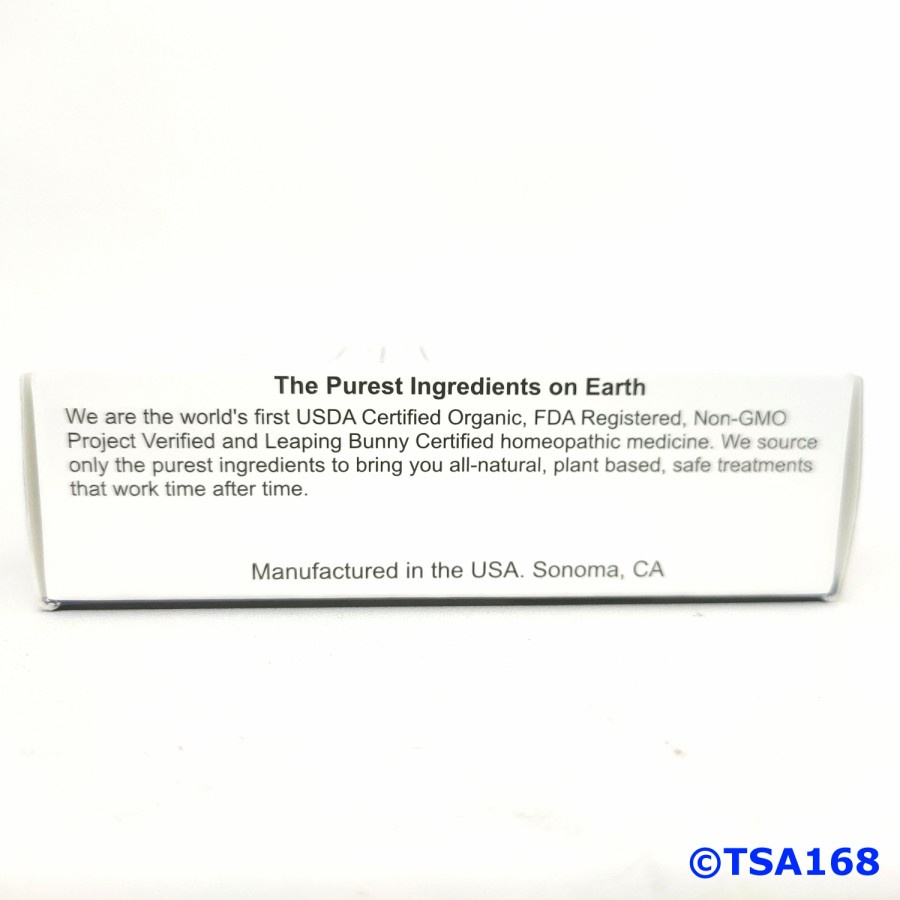 The Purest Ingredients on Earth
We are the world's first USDA Certified Organic, FDA Registered, Non-GMO
Project Verified and Leaping Bunny Certified homeopathic medicine. We source
only the purest ingredients to bring you all-natural, plant based, safe treatments
that work time after time.
Manufactured in the USA. Sonoma, CA
©TSA168